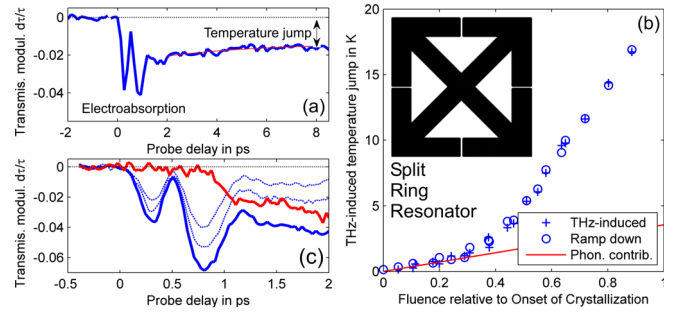 Transmis. modul. dτ/τ
0
-0.02
-0.04
Temperature jump
Electroabsorption
(a)
-2 0 2 4 6 8
Probe delay in ps
Transmis. modul. dτ/τ
0
-0.02
-0.04
-0.06
(c)
-0.5 0 0.5 1 1.5 2
Probe delay in ps
THz-induced temperature jump in K
20
15
10
5
0
(b)
Split
Ring
Resonator
THz-induced
Ramp down
Phon. contrib.
0 0.2 0.4 0.6 0.8 1
Fluence relative to Onset of Crystallization